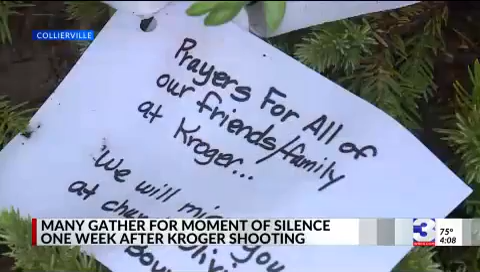 COLLIERVILLE
Prayers For All of
our friends/family
at Kroger...
We will miss you
at
MANY GATHER FOR MOMENT OF SILENCE
ONE WEEK AFTER KROGER SHOOTING
3
75°
4:08